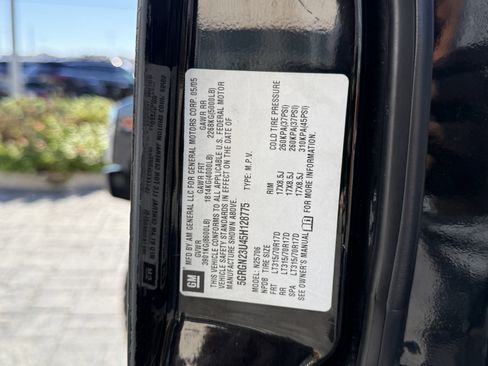 GM
MFD BY AM GENERAL LLC FOR GENERAL MOTORS CORP. 05/05
GVWR GAWR FRT GAWR RR
3901KG(8600LB) 1814KG(4000LB) 2268KG(5000LB)
THIS VEHICLE CONFORMS TO ALL APPLICABLE U.S. FEDERAL MOTOR
VEHICLE SAFETY STANDARDS IN EFFECT ON THE DATE OF
MANUFACTURE SHOWN ABOVE.
5GRGN23U45H128775 TYPE: M.P.V.
MODEL: N25706
NPDB TIRE SIZE RIM COLD TIRE PRESSURE
FRT LT315/70R17D 17X8.5J 260KPA(37PSI)
RR LT315/70R17D 17X8.5J 260KPA(37PSI)
SPA LT315/70R17D 17X8.5J 310KPA(45PSI)
SEE OWNER'S MANUAL FOR MORE INFORMATION.